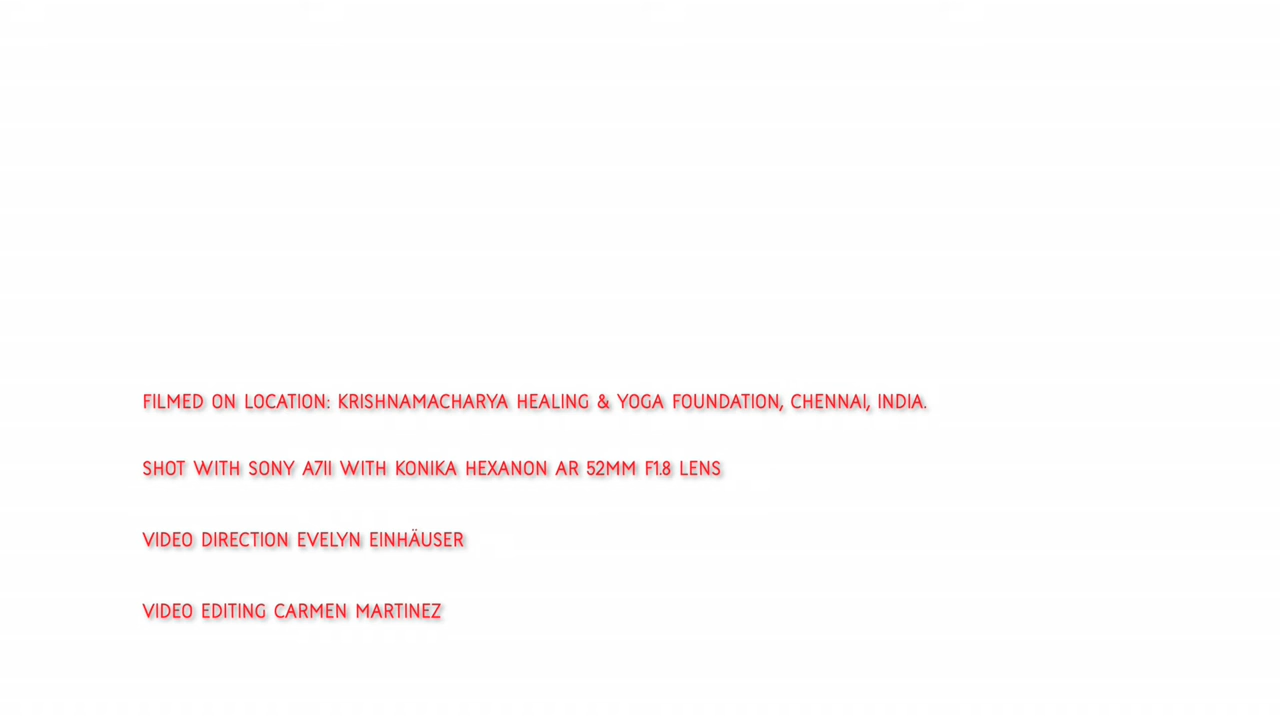 FILMED ON LOCATION: KRISHNAMACHARYA HEALING & YOGA FOUNDATION, CHENNAI, INDIA.
SHOT WITH SONY A7II WITH KONIKA HEXANON AR 52MM F1.8 LENS
VIDEO DIRECTION EVELYN EINHÄUSER
VIDEO EDITING CARMEN MARTINEZ